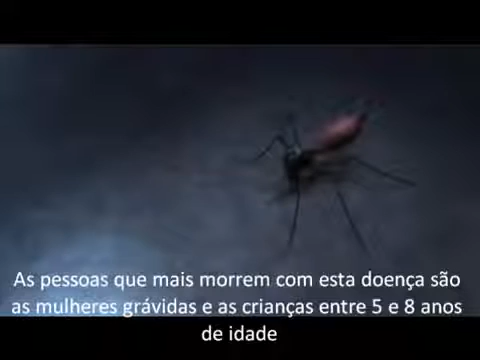 As pessoas que mais morrem com esta doença são
as mulheres grávidas e as crianças entre 5 e 8 anos
de idade